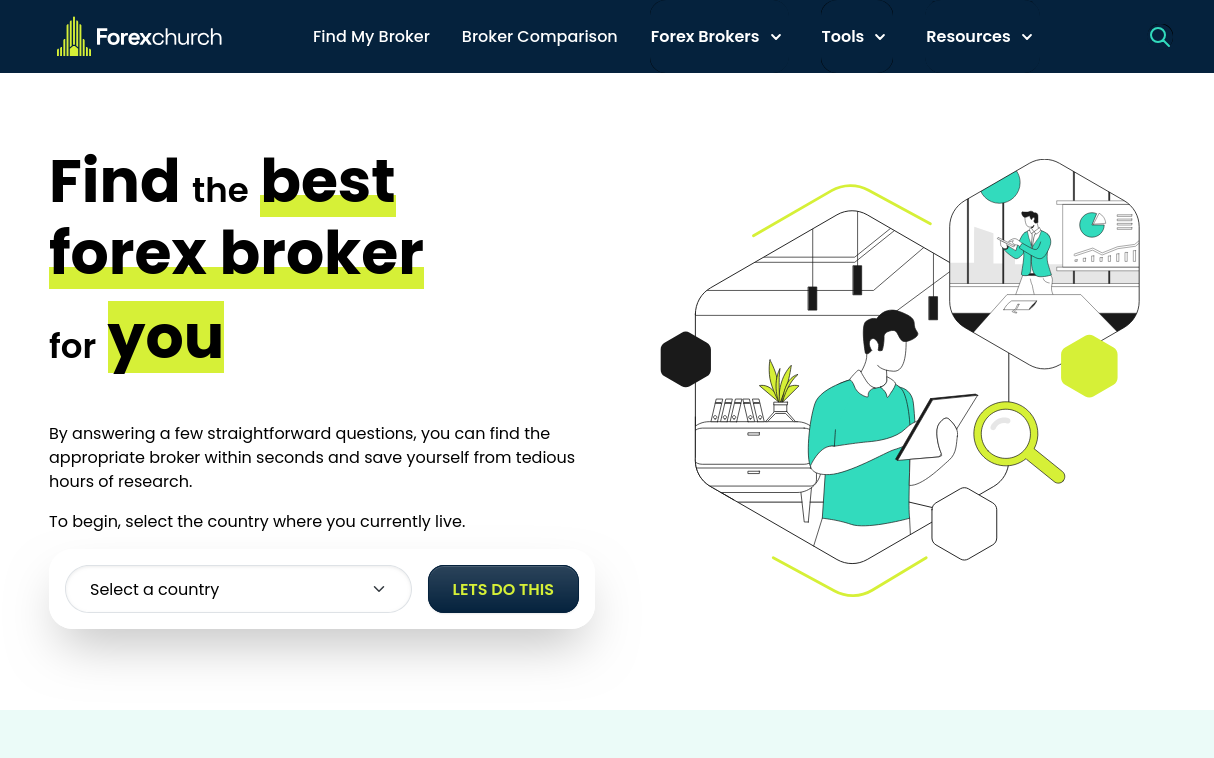 Forexchurch
Find My Broker
Broker Comparison
Forex Brokers
Tools
Resources
Find the best
forex broker
for you
By answering a few straightforward questions, you can find the
appropriate broker within seconds and save yourself from tedious
hours of research.
To begin, select the country where you currently live.
Select a country
LETS DO THIS